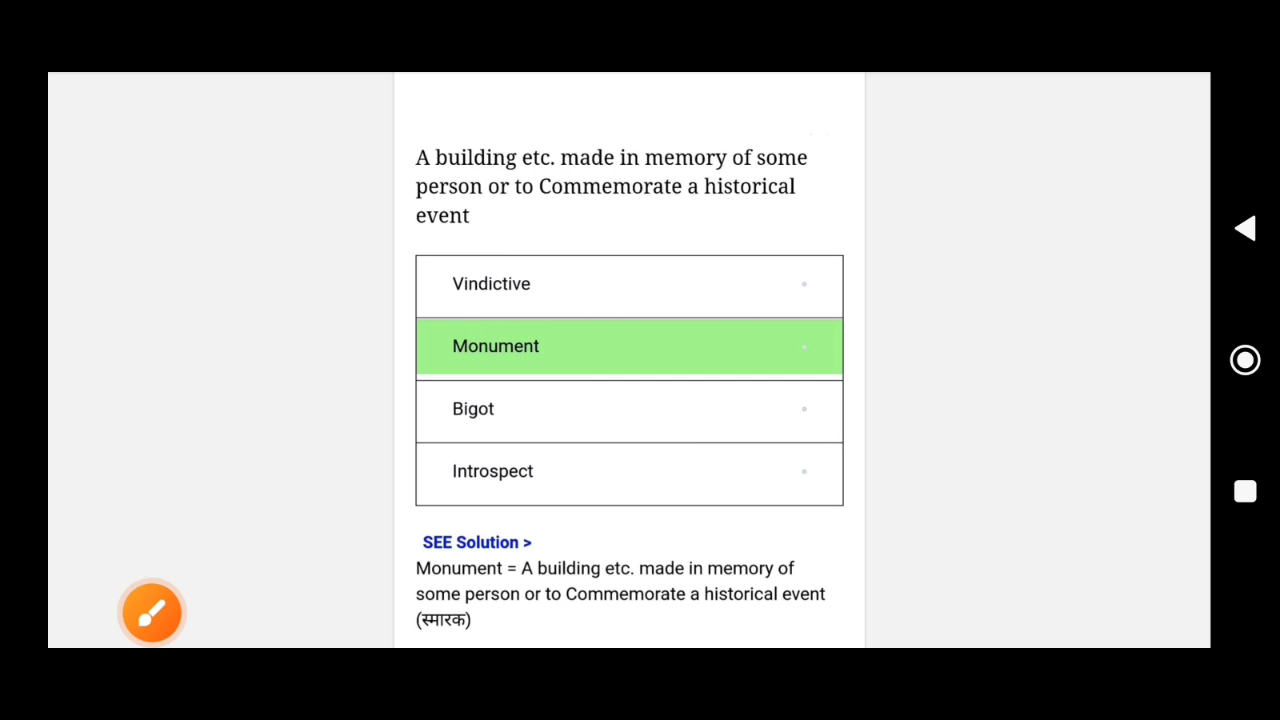 A building etc. made in memory of some
person or to Commemorate a historical
event
Vindictive
Monument
Bigot
Introspect
SEE Solution >
Monument = A building etc. made in memory of
some person or to Commemorate a historical event
(स्मारक)